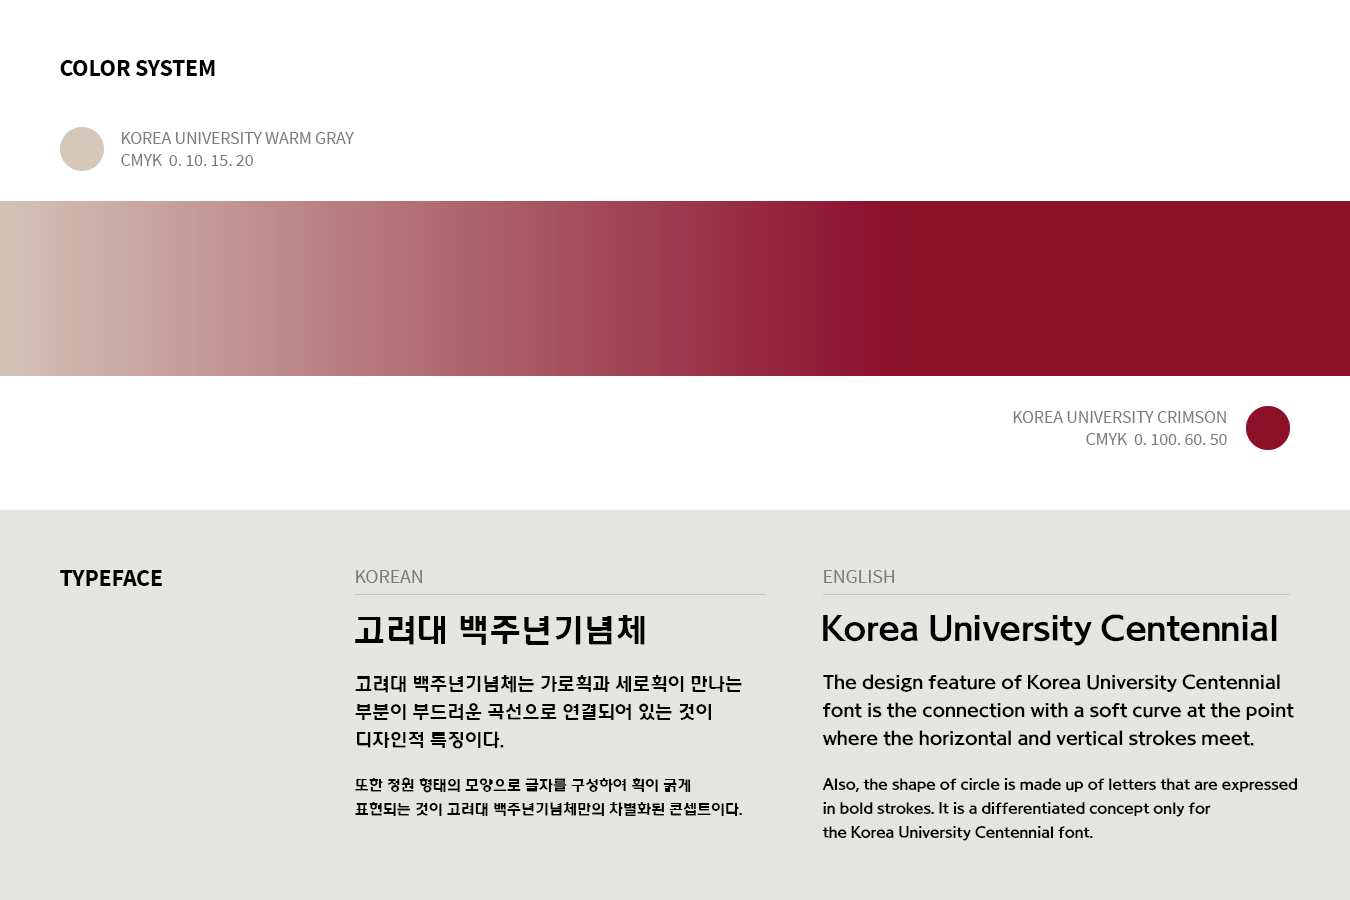 COLOR SYSTEM
KOREA UNIVERSITY WARM GRAY
CMYK 0. 10. 15. 20
KOREA UNIVERSITY CRIMSON
CMYK 0. 100. 60. 50
TYPEFACE
KOREAN
고려대 백주년기념체
고려대 백주년기념체는 가로획과 세로획이 만나는
부분이 부드러운 곡선으로 연결되어 있는 것이
디자인적 특징이다.
또한 정원 형태의 모양으로 글자를 구성하여 획이 굵게
표현되는 것이 고려대 백주년기념체만의 차별화된 콘셉트이다.
ENGLISH
Korea University Centennial
The design feature of Korea University Centennial
font is the connection with a soft curve at the point
where the horizontal and vertical strokes meet.
Also, the shape of circle is made up of letters that are expressed
in bold strokes. It is a differentiated concept only for
the Korea University Centennial font.